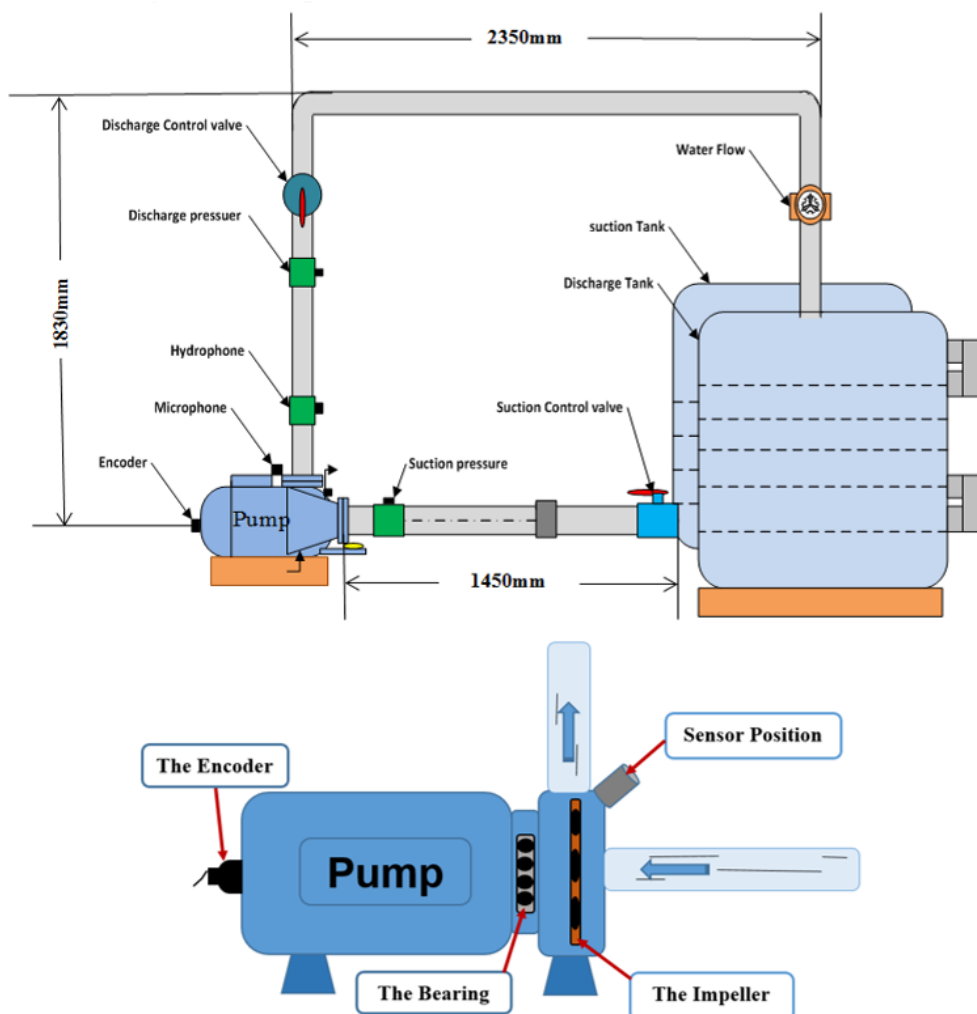 2350mm
Discharge Control valve
Water Flow
Discharge pressuer
suction Tank
Discharge Tank
1830mm
Hydrophone
Microphone
Suction Control valve
Encoder
Suction pressure
Pump
1450mm
Sensor Position
The Encoder
Pump
The Bearing
The Impeller